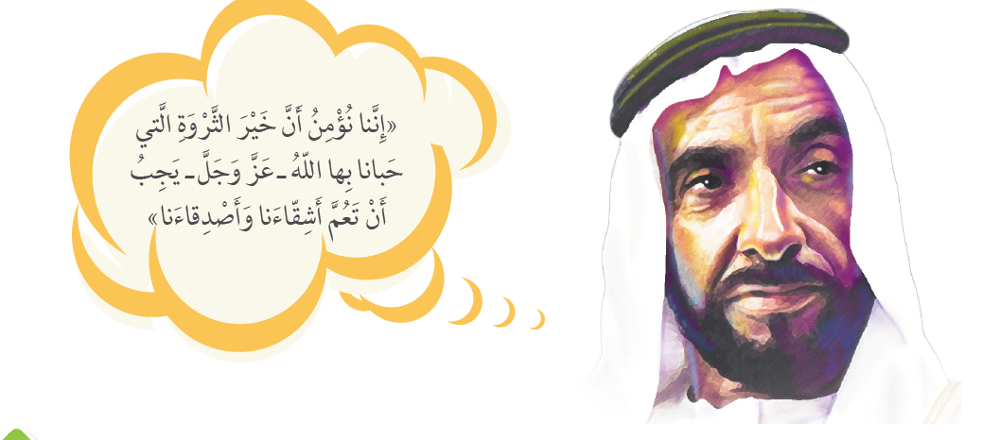 «إِنَّنا نُؤْمِنُ أَنَّ خَيْرَ الثَّرْوَةِ الَّتي
حَبانا بِها اللّهُ ـ عَزَّ وَجَلَّ ـ يَجِبُ
أَنْ تَعُمَّ أَشِقّاءَنا وَأَصْدِقاءَنا»